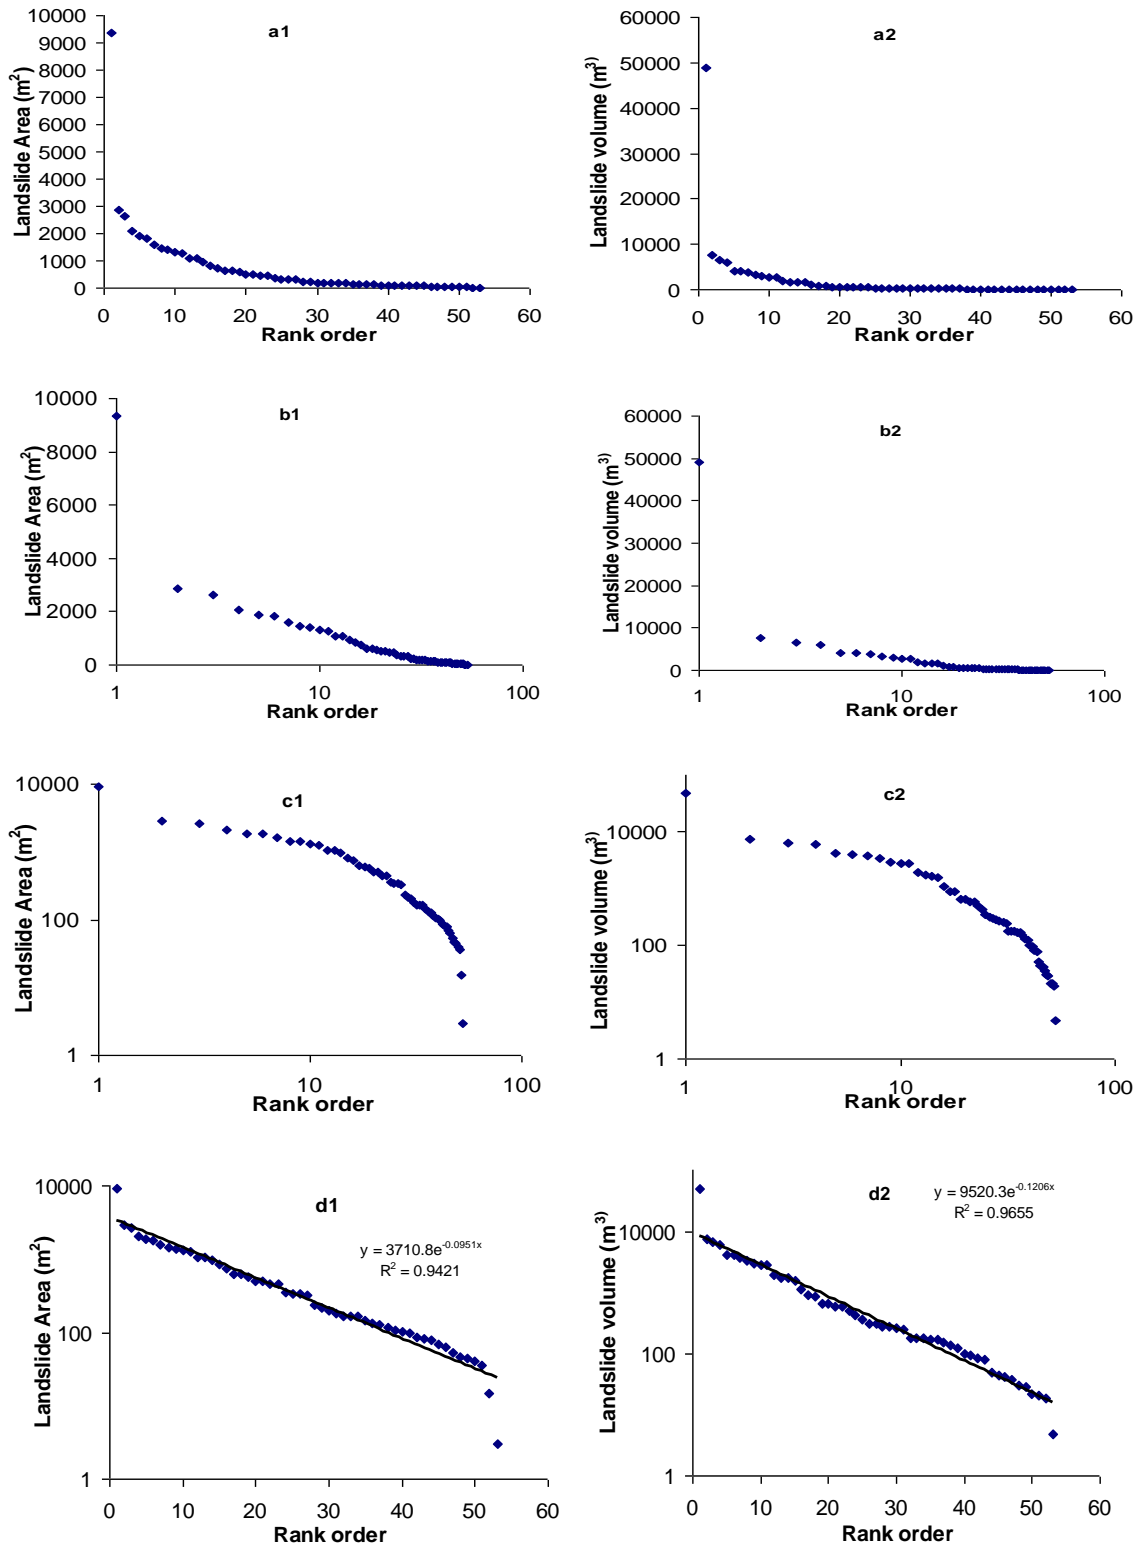 a1
Landslide Area (m²)
10000
9000
8000
7000
6000
5000
4000
3000
2000
1000
0
0 10 20 30 40 50 60
Rank order
a2
Landslide volume (m³)
60000
50000
40000
30000
20000
10000
0
0 10 20 30 40 50 60
Rank order
b1
Landslide Area (m²)
10000
8000
6000
4000
2000
0
1 10 100
Rank order
b2
Landslide volume (m³)
60000
50000
40000
30000
20000
10000
0
1 10 100
Rank order
c1
Landslide Area (m²)
10000
100
1
1 10 100
Rank order
c2
Landslide volume (m³)
10000
100
1
1 10 100
Rank order
d1
y = 3710.8e^-0.0951x
R² = 0.9421
Landslide Area (m²)
10000
100
1
0 10 20 30 40 50 60
Rank order
d2
y = 9520.3e^-0.1206x
R² = 0.9655
Landslide volume (m³)
10000
100
1
0 10 20 30 40 50 60
Rank order